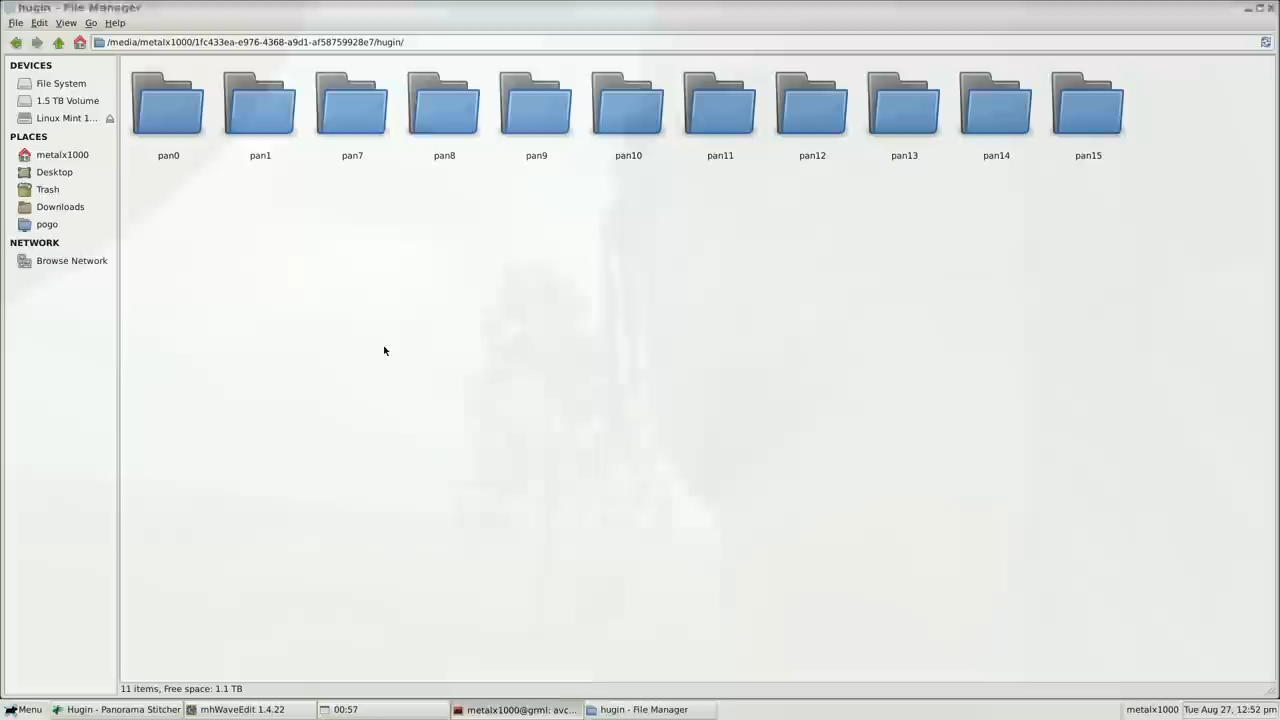 hugin - File Manager
File Edit View Go Help
/media/metalx1000/1fc433ea-e976-4368-a9d1-af58759928e7/hugin/
DEVICES
File System
1.5 TB Volume
Linux Mint 1...
PLACES
metalx1000
Desktop
Trash
Downloads
pogo
NETWORK
Browse Network
pan0 pan1 pan7 pan8 pan9 pan10 pan11 pan12 pan13 pan14 pan15
11 items, Free space: 1.1 TB
Menu Hugin - Panorama Stitcher mhWaveEdit 1.4.22 00:57 metalx1000@grml: avc... hugin - File Manager metalx1000 Tue Aug 27, 12:52 pm